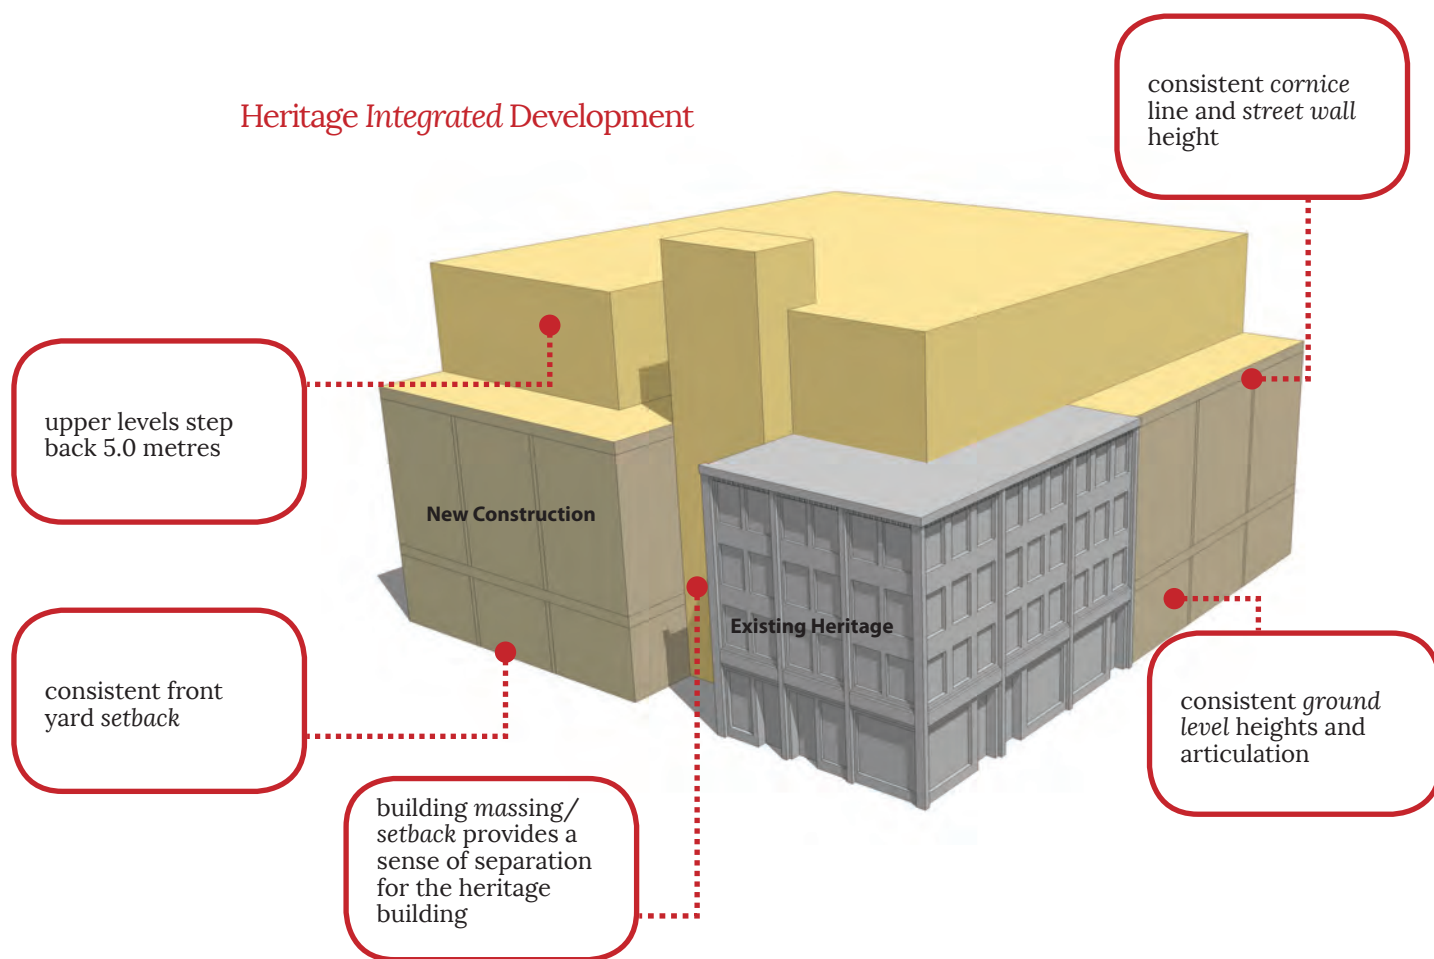 Heritage Integrated Development
consistent cornice
line and street wall
height
upper levels step
back 5.0 metres
New Construction
Existing Heritage
consistent front
yard setback
consistent ground
level heights and
articulation
building massing/
setback provides a
sense of separation
for the heritage
building